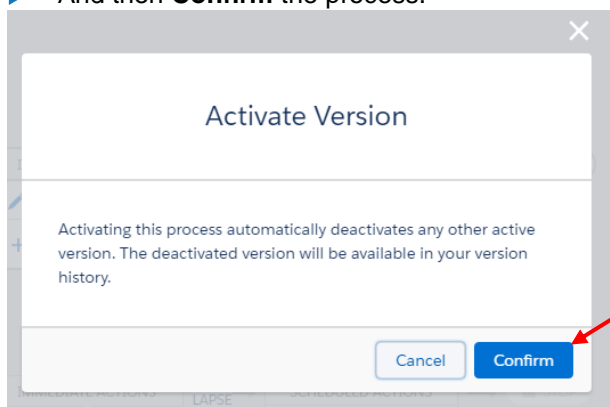 And then Confirm the process.
Activate Version
Activating this process automatically deactivates any other active
version. The deactivated version will be available in your version
history.
Cancel Confirm
IMMEDIATE ACTIONS LAPSE SCHEDULED ACTIONS